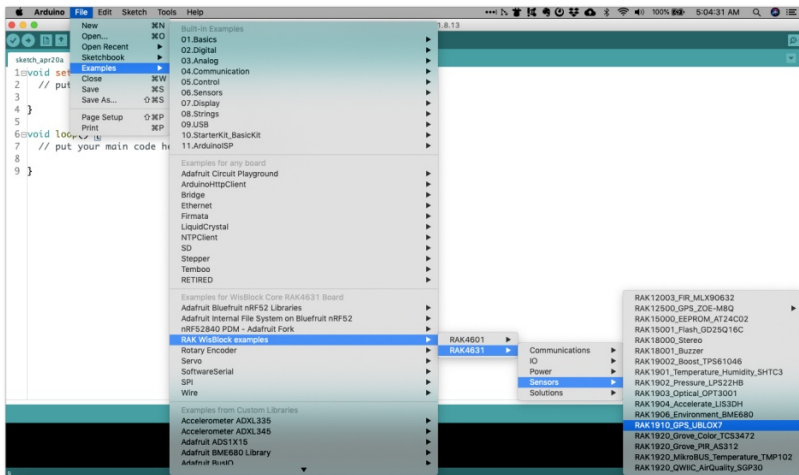 Arduino File Edit Sketch Tools Help 100% 5:04:31 AM
1.8.13
New ⌘N
Open... ⌘O
Open Recent
Sketchbook
Examples
Close ⌘W
Save ⌘S
Save As... ⇧⌘S
Page Setup ⇧⌘P
Print ⌘P
sketch_apr20a
1 void set
2 // put
3
4 }
5
6 void loop() {
7 // put your main code he
8
9 }
Built-in Examples
01.Basics
02.Digital
03.Analog
04.Communication
05.Control
06.Sensors
07.Display
08.Strings
09.USB
10.StarterKit_BasicKit
11.ArduinoISP
Examples for any board
Adafruit Circuit Playground
ArduinoHttpClient
Bridge
Ethernet
Firmata
LiquidCrystal
NTPClient
SD
Stepper
Temboo
RETIRED
Examples for WisBlock Core RAK4631 Board
Adafruit Bluefruit nRF52 Libraries
Adafruit Internal File System on Bluefruit nRF52
nRF52840 PDM - Adafruit Fork
RAK WisBlock examples
Rotary Encoder
Servo
SoftwareSerial
SPI
Wire
Examples from Custom Libraries
Accelerometer ADXL335
Accelerometer ADXL345
Adafruit ADS1X15
Adafruit BME680 Library
Adafruit BusIO
RAK4601
RAK4631
Communications
IO
Power
Sensors
Solutions
RAK12003_FIR_MLX90632
RAK12500_GPS_ZOE-M8Q
RAK15000_EEPROM_AT24C02
RAK15001_Flash_GD25Q16C
RAK18000_Stereo
RAK18001_Buzzer
RAK19002_Boost_TPS61046
RAK1901_Temperature_Humidity_SHTC3
RAK1902_Pressure_LPS22HB
RAK1903_Optical_OPT3001
RAK1904_Accelerate_LIS3DH
RAK1906_Environment_BME680
RAK1910_GPS_UBLOX7
RAK1920_Grove_Color_TCS3472
RAK1920_Grove_PIR_AS312
RAK1920_MikroBUS_Temperature_TMP102
RAK1920_QWIIC_AirQuality_SGP30